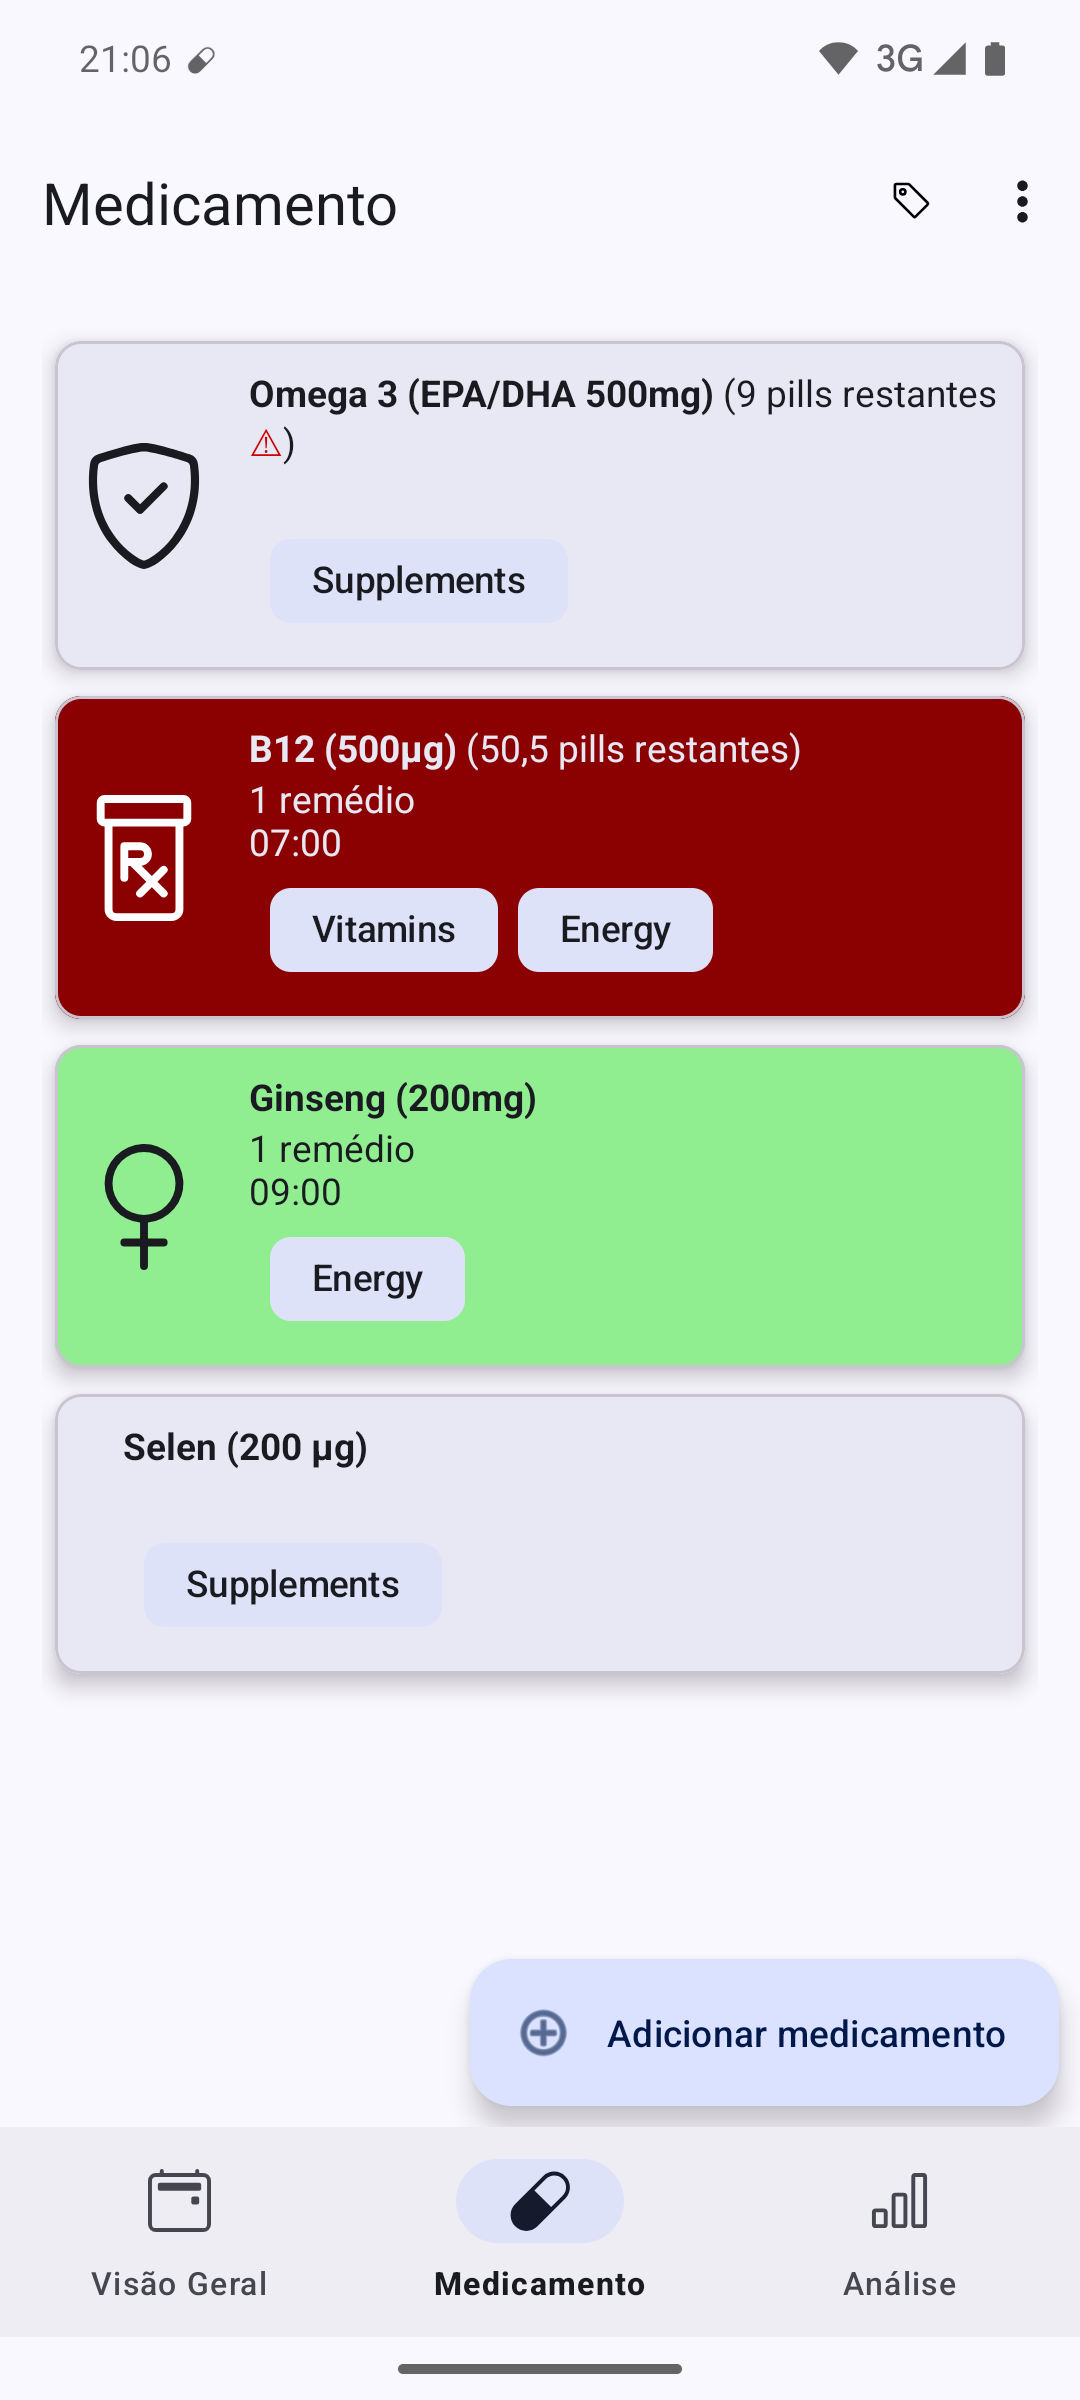 21:06
3G
Medicamento
Omega 3 (EPA/DHA 500mg) (9 pills restantes
⚠)
Supplements
B12 (500µg) (50,5 pills restantes)
1 remédio
07:00
Vitamins Energy
Ginseng (200mg)
1 remédio
09:00
Energy
Selen (200 µg)
Supplements
Adicionar medicamento
Visão Geral Medicamento Análise